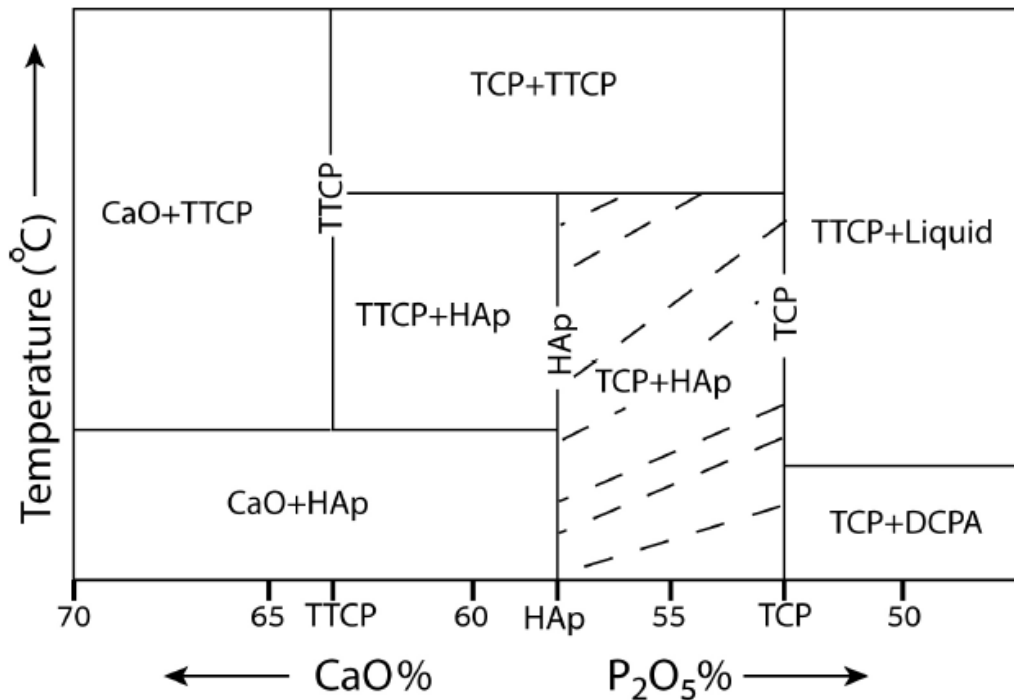 TCP+TTCP
CaO+TTCP
TTCP
TTCP+Liquid
TTCP+HAp
HAp
TCP
TCP+HAp
CaO+HAp
TCP+DCPA
Temperature (°C)
70 65 TTCP 60 HAp 55 TCP 50
CaO% P₂O₅%